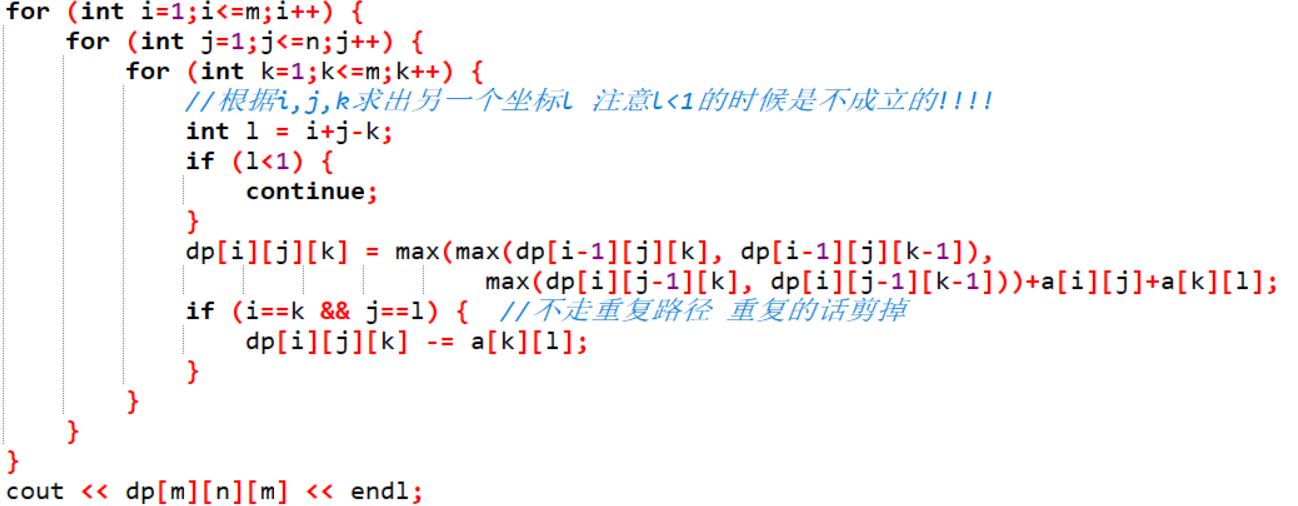 for (int i=1;i<=m;i++) {
    for (int j=1;j<=n;j++) {
        for (int k=1;k<=m;k++) {
            //根据i,j,k求出另一个坐标l 注意l<1的时候是不成立的!!!!
            int l = i+j-k;
            if (l<1) {
                continue;
            }
            dp[i][j][k] = max(max(dp[i-1][j][k], dp[i-1][j][k-1]),
                                max(dp[i][j-1][k], dp[i][j-1][k-1]))+a[i][j]+a[k][l];
            if (i==k && j==l) {  //不走重复路径 重复的话剪掉
                dp[i][j][k] -= a[k][l];
            }
        }
    }
}
cout << dp[m][n][m] << endl;